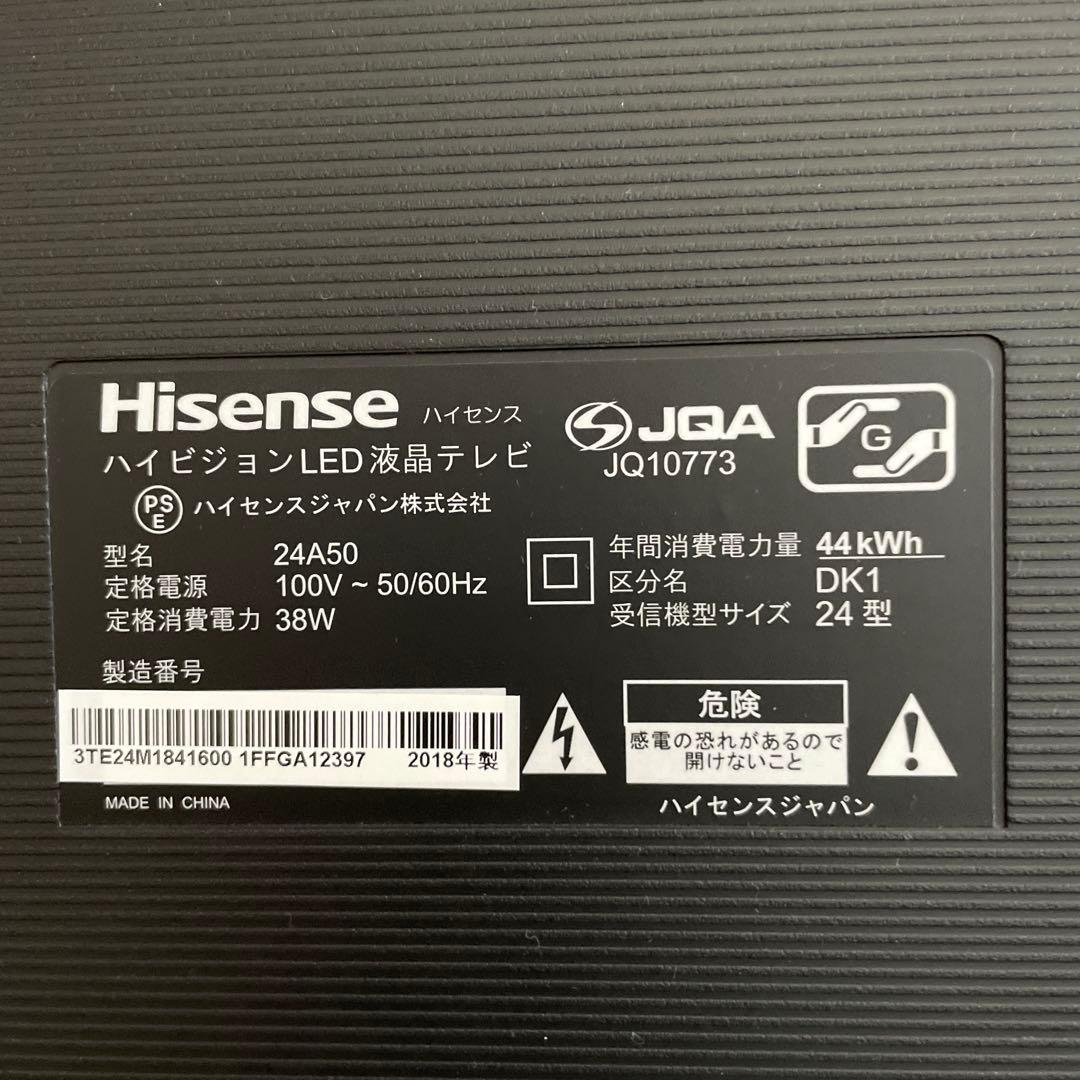 Hisense ハイセンス
ハイビジョンLED液晶テレビ
PS E ハイセンスジャパン株式会社
JQA
JQ10773
G
型名 24A50
定格電源 100V ~ 50/60Hz
定格消費電力 38W
年間消費電力量 44kWh
区分名 DK1
受信機型サイズ 24型
製造番号
3TE24M1841600 1FFGA12397 2018年製
MADE IN CHINA
危険
感電の恐れがあるので
開けないこと
ハイセンスジャパン